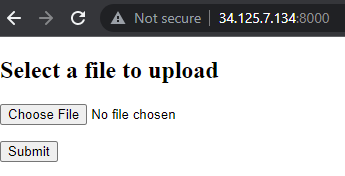 Not secure 34.125.7.134:8000
Select a file to upload
Choose File No file chosen
Submit